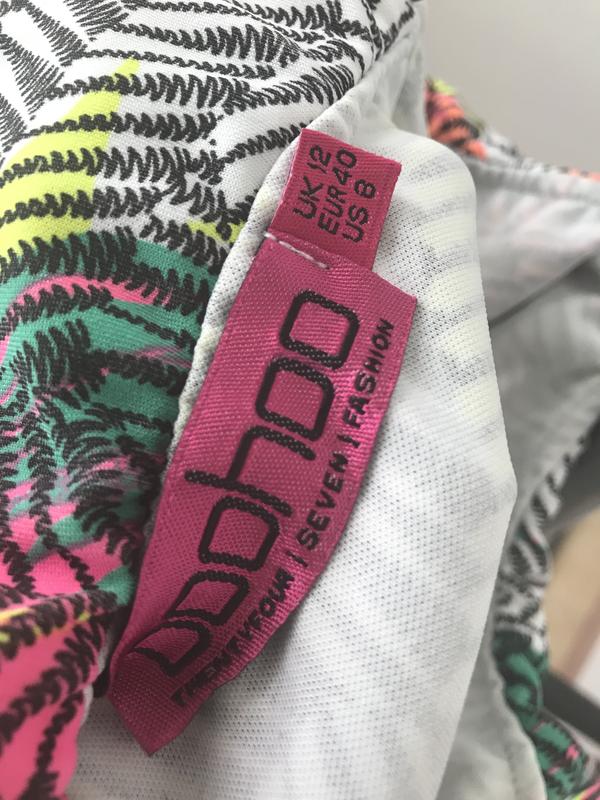 UK 12
EUR 40
US 8
boohoo
TWENTYFOUR | SEVEN | FASHION